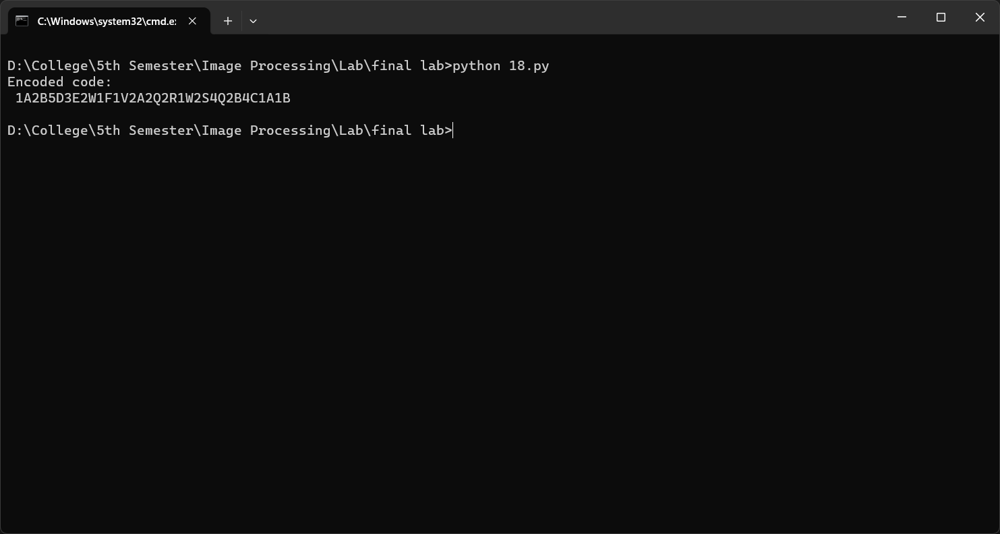 C:\Windows\system32\cmd.e
D:\College\5th Semester\Image Processing\Lab\final lab>python 18.py
Encoded code:
 1A2B5D3E2W1F1V2A2Q2R1W2S4Q2B4C1A1B
D:\College\5th Semester\Image Processing\Lab\final lab>